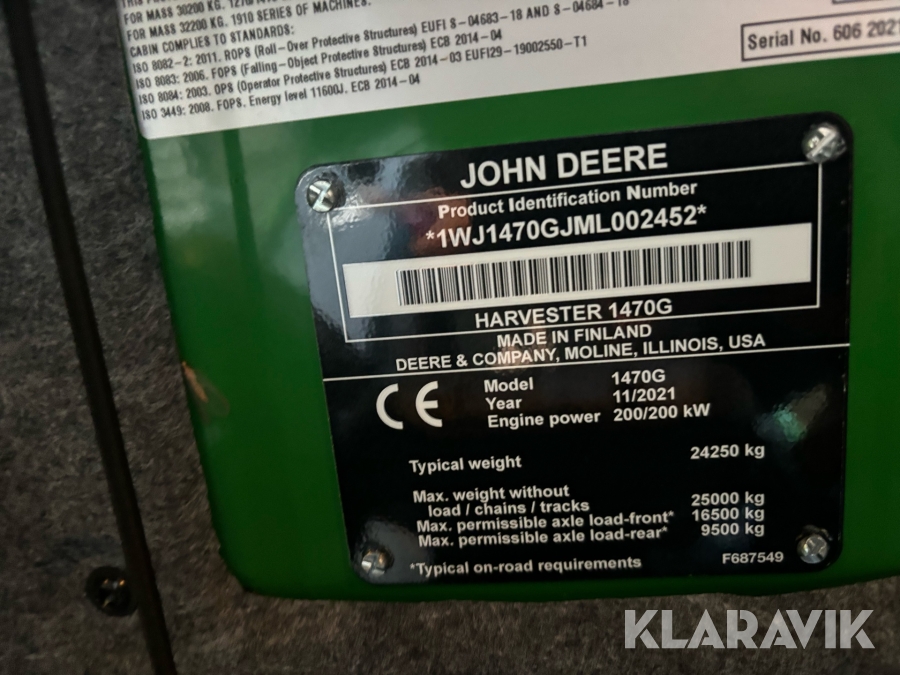 FOR MASS 30200 KG.
FOR MASS 32200 KG. 1910 SERIES OF MACHINES.
CABIN COMPLIES TO STANDARDS:
ISO 8082-2: 2011. ROPS (Roll-Over Protective Structures) EUFI S-04683-18 AND S-04684-18
ISO 8083: 2006. FOPS (Falling-Object Protective Structures) ECB 2014-04
ISO 8084: 2003. OPS (Operator Protective Structures) ECB 2014-03 EUFI29-19002550-T1
ISO 3449: 2008. FOPS. Energy level 11600J. ECB 2014-04
Serial No. 606 2021
JOHN DEERE
Product Identification Number
*1WJ1470GJML002452*
HARVESTER 1470G
MADE IN FINLAND
DEERE & COMPANY, MOLINE, ILLINOIS, USA
CE
Model 1470G
Year 11/2021
Engine power 200/200 kW
Typical weight 24250 kg
Max. weight without
load / chains / tracks 25000 kg
Max. permissible axle load-front* 16500 kg
Max. permissible axle load-rear* 9500 kg
*Typical on-road requirements
F687549
KLARAVIK